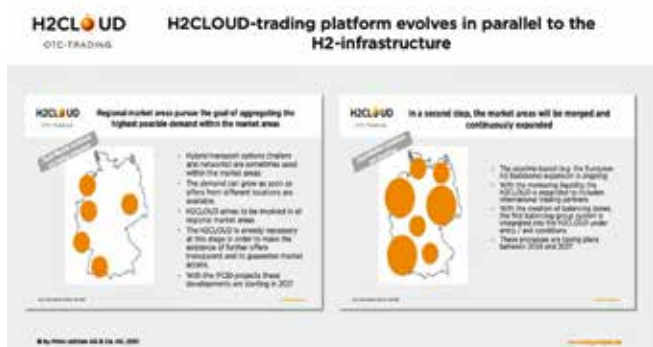 H2CLOUD
OTC-TRADING
H2CLOUD-trading platform evolves in parallel to the
H2-infrastructure
H2CLOUD
Regional market areas pursue the goal of aggregating the
highest possible demand within the market areas
Hybrid transport options (trailers
and networks) are sometimes used
within the market areas
The demand can grow as soon as
offers from different locations are
available.
H2CLOUD aims to be involved in all
regional market areas
The H2CLOUD is already necessary
at this stage in order to make the
existence of further offers
transparent and to guarantee market
access.
With the IPCEI-projects these
developments are starting in 2027
H2CLOUD
In a second step, the market areas will be merged and
continuously expanded
The pipeline-based (e.g. the European
H2 Backbone) expansion is ongoing
With the increasing liquidity, the
H2CLOUD is expanded to included
international trading partners
With the creation of balancing zones,
the first balancing group system is
integrated into the H2CLOUD under
entry / exit conditions.
These processes are taking place
between 2028 and